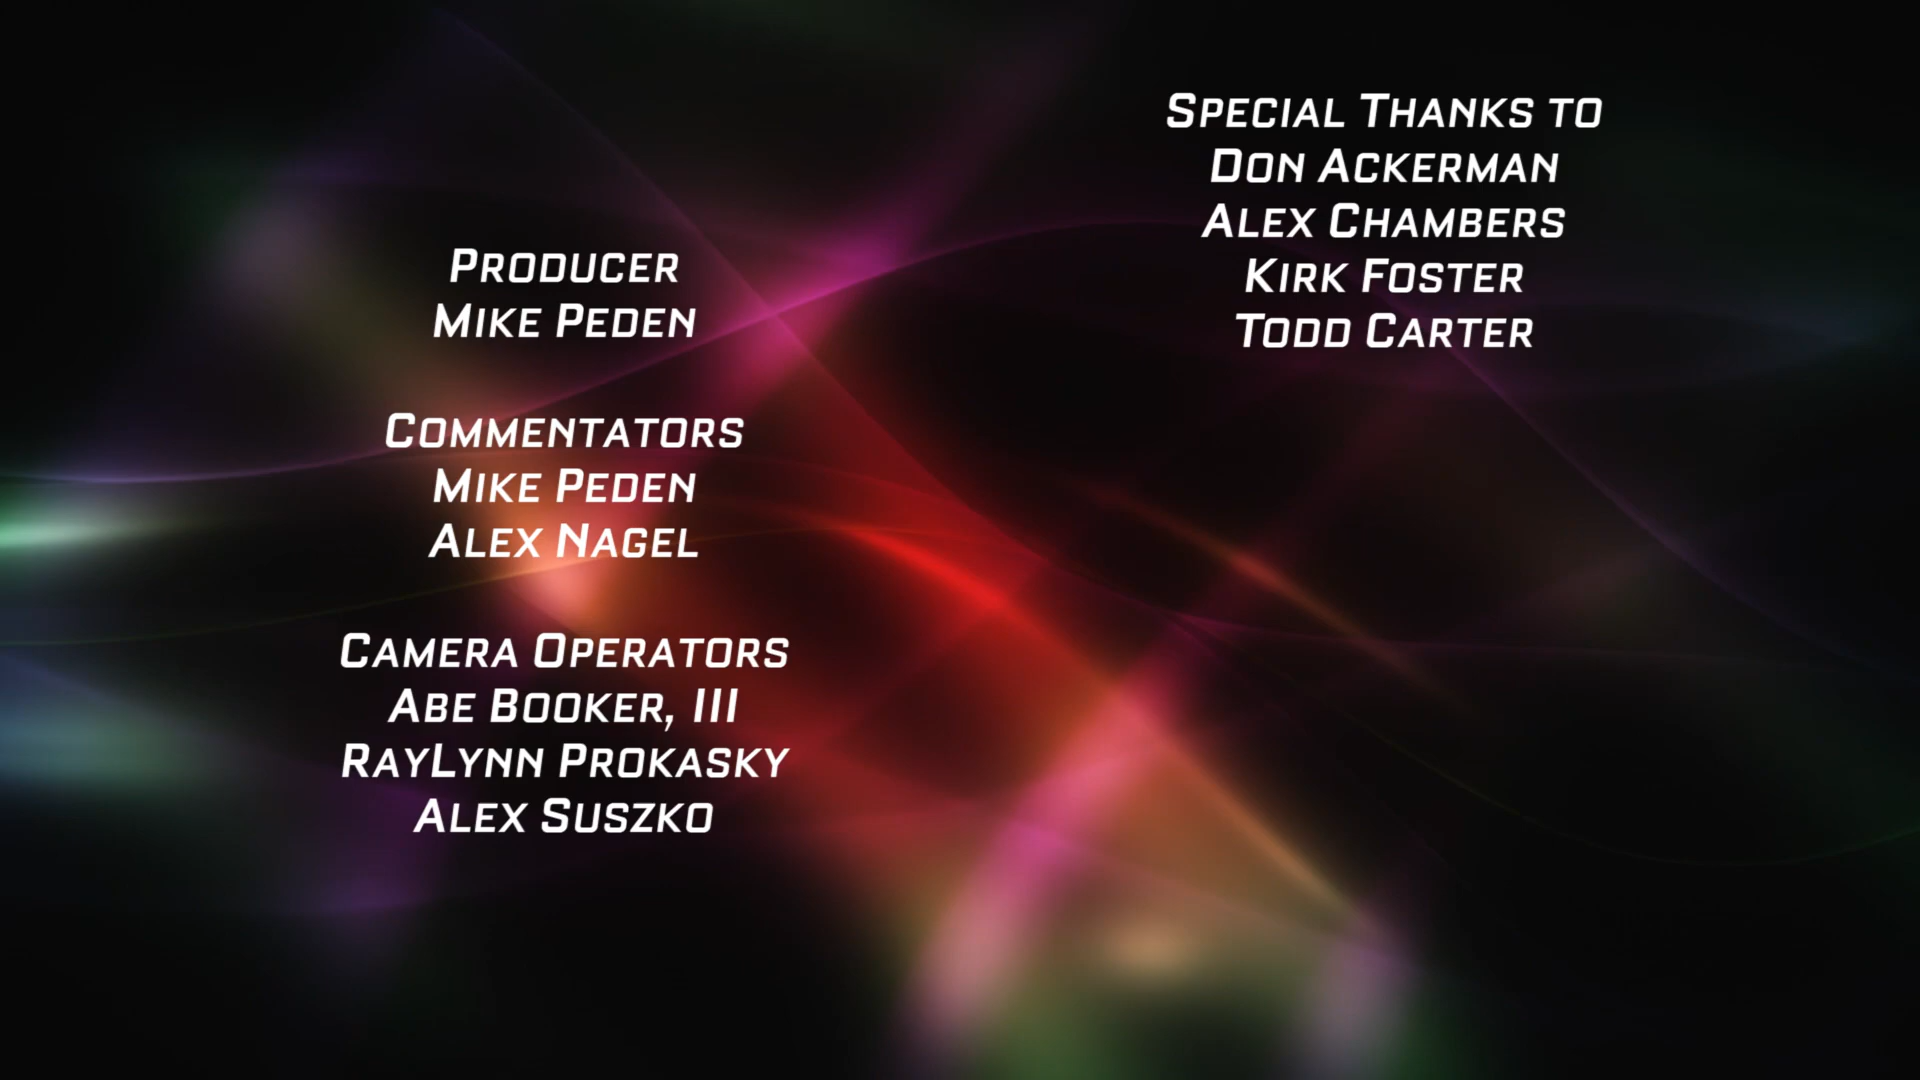 Producer
Mike Peden
Commentators
Mike Peden
Alex Nagel
Camera Operators
Abe Booker, III
RayLynn Prokasky
Alex Suszko
Special Thanks to
Don Ackerman
Alex Chambers
Kirk Foster
Todd Carter